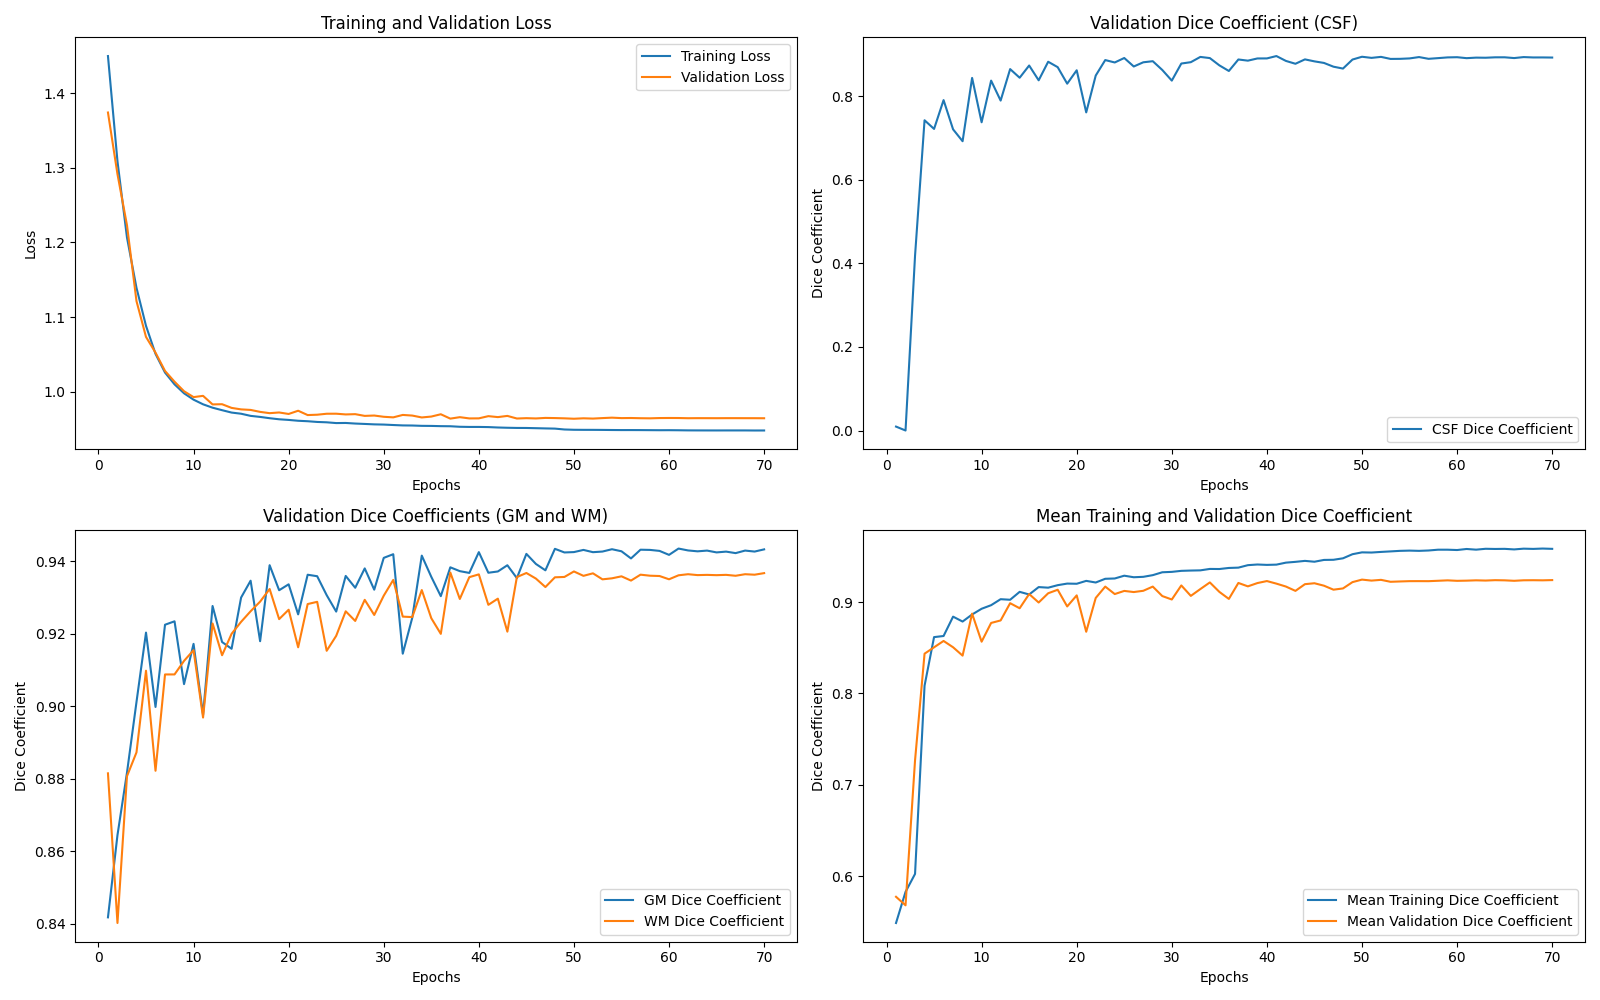 Training and Validation Loss
Training Loss
Validation Loss
1.4
1.3
1.2
1.1
1.0
Loss
0 10 20 30 40 50 60 70
Epochs
Validation Dice Coefficient (CSF)
0.8
0.6
0.4
0.2
0.0
Dice Coefficient
CSF Dice Coefficient
0 10 20 30 40 50 60 70
Epochs
Validation Dice Coefficients (GM and WM)
0.94
0.92
0.90
0.88
0.86
0.84
Dice Coefficient
GM Dice Coefficient
WM Dice Coefficient
0 10 20 30 40 50 60 70
Epochs
Mean Training and Validation Dice Coefficient
0.9
0.8
0.7
0.6
Dice Coefficient
Mean Training Dice Coefficient
Mean Validation Dice Coefficient
0 10 20 30 40 50 60 70
Epochs